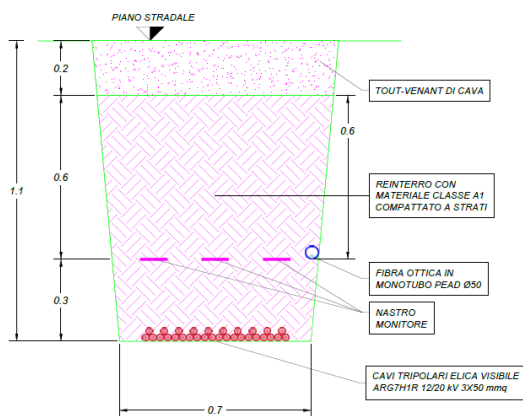 PIANO STRADALE
0.2
TOUT-VENANT DI CAVA
0.6
1.1
0.6
REINTERRO CON
MATERIALE CLASSE A1
COMPATTATO A STRATI
FIBRA OTTICA IN
MONOTUBO PEAD Ø50
0.3
NASTRO
MONITORE
CAVI TRIPOLARI ELICA VISIBILE
ARG7H1R 12/20 kV 3X50 mmq
0.7